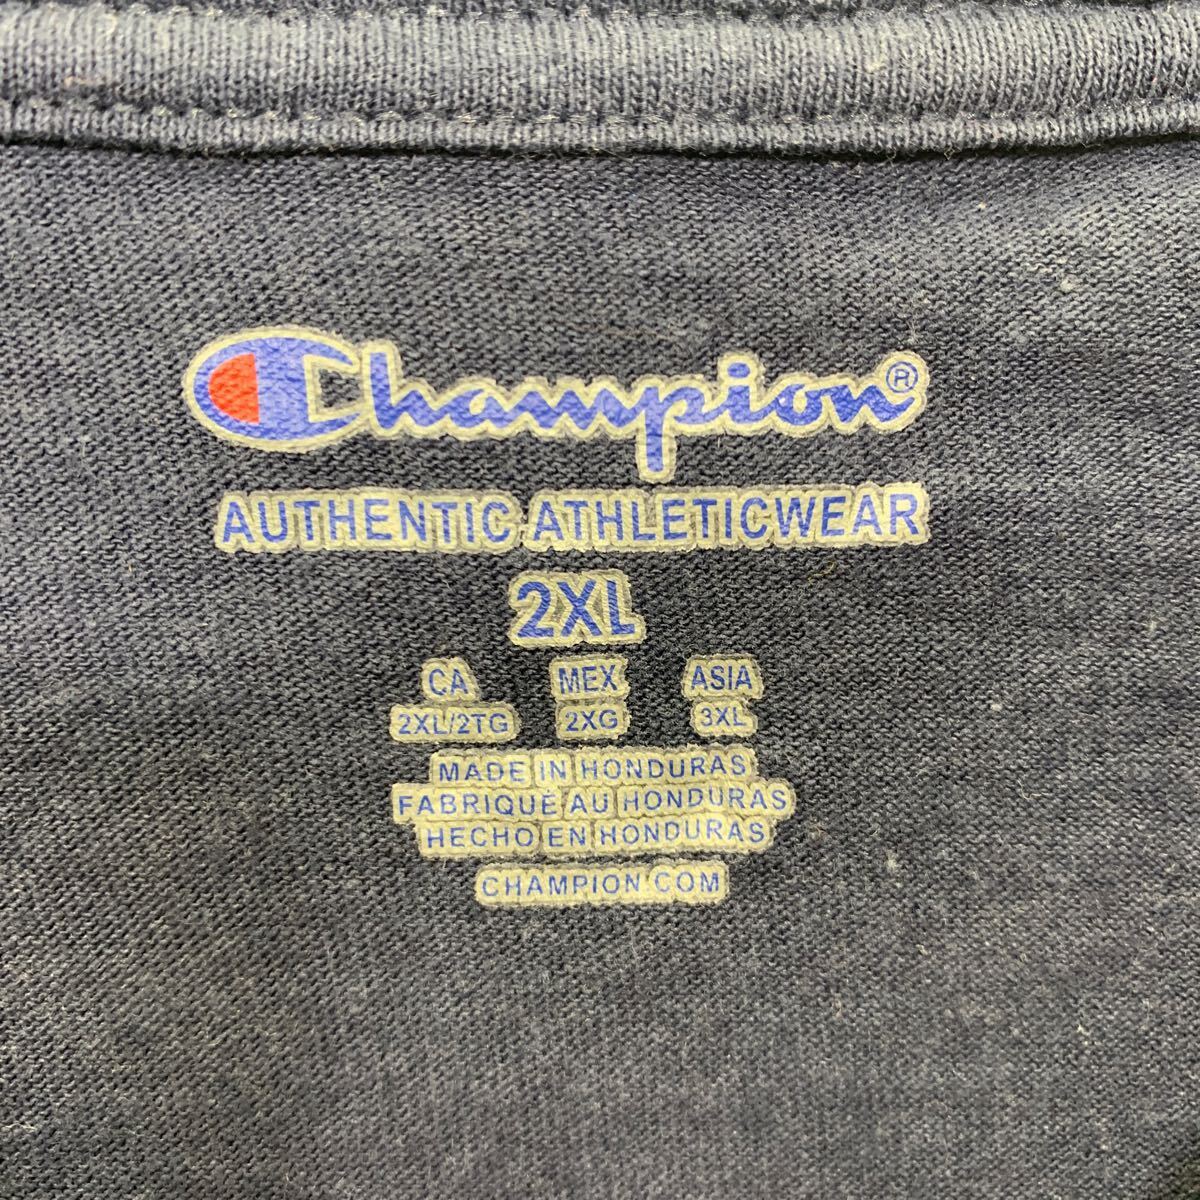 Champion®
AUTHENTIC ATHLETICWEAR
2XL
CA MEX ASIA
2XL/2TG 2XG 3XL
MADE IN HONDURAS
FABRIQUÉ AU HONDURAS
HECHO EN HONDURAS
CHAMPION.COM